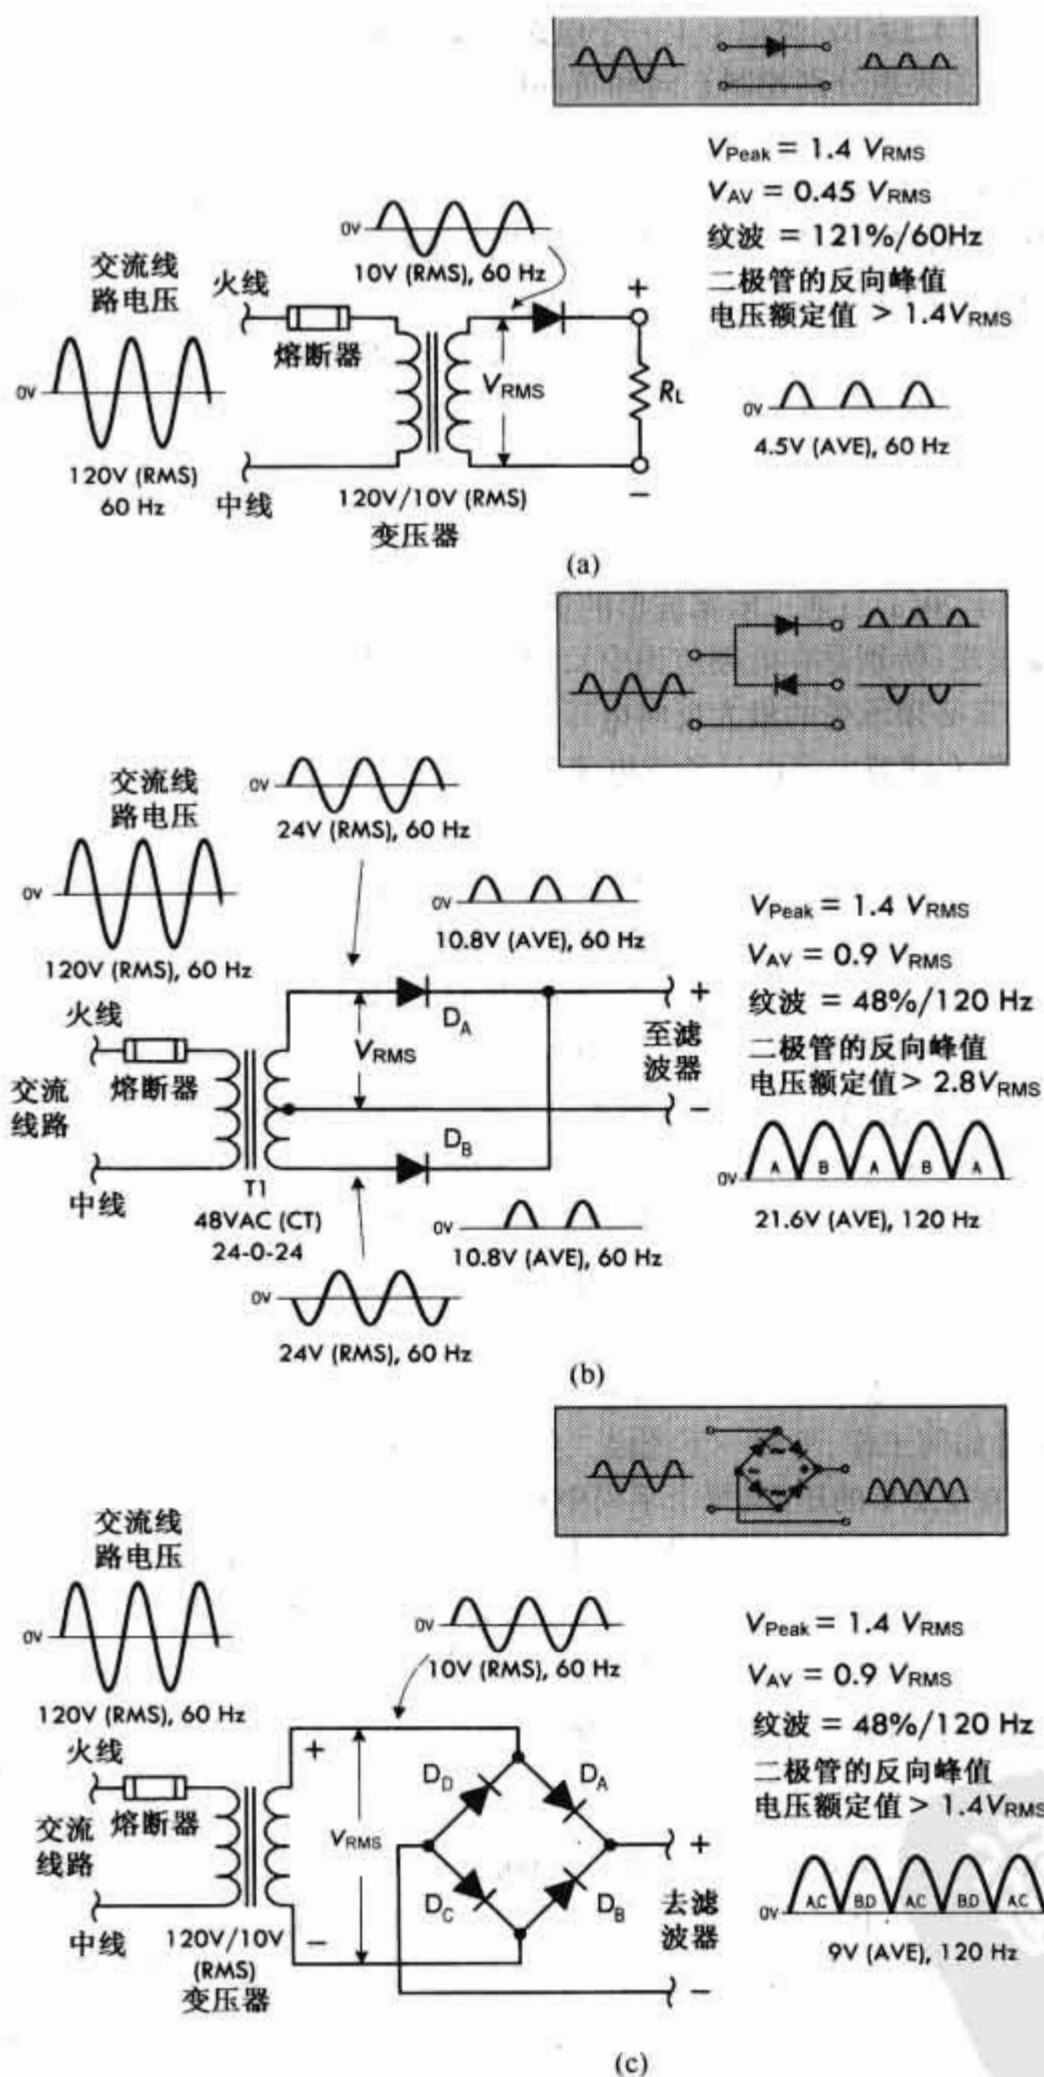 V_Peak = 1.4 V_RMS
V_AV = 0.45 V_RMS
纹波 = 121%/60Hz
二极管的反向峰值
电压额定值 > 1.4V_RMS
0V
10V (RMS), 60 Hz
交流线
路电压
火线
熔断器
0V
120V (RMS)
60 Hz
中线
V_RMS
+
R_L
−
120V/10V (RMS)
变压器
0V
4.5V (AVE), 60 Hz
(a)
交流线
路电压
0V
24V (RMS), 60 Hz
0V
120V (RMS), 60 Hz
0V
10.8V (AVE), 60 Hz
V_Peak = 1.4 V_RMS
V_AV = 0.9 V_RMS
纹波 = 48%/120 Hz
二极管的反向峰值
电压额定值 > 2.8V_RMS
火线
熔断器
交流
线路
中线
V_RMS
D_A
D_B
+
至滤
波器
−
T1
48VAC (CT)
24-0-24
0V
10.8V (AVE), 60 Hz
0V
A B A B A
21.6V (AVE), 120 Hz
0V
24V (RMS), 60 Hz
(b)
− +
交流线
路电压
0V
120V (RMS), 60 Hz
0V
10V (RMS), 60 Hz
V_Peak = 1.4 V_RMS
V_AV = 0.9 V_RMS
纹波 = 48%/120 Hz
二极管的反向峰值
电压额定值 > 1.4V_RMS
火线
熔断器
交流
线路
中线
+
V_RMS
−
D_D D_A
D_C D_B
+
去滤
波器
−
120V/10V
(RMS)
变压器
0V
A,C B,D A,C B,D A,C
9V (AVE), 120 Hz
(c)